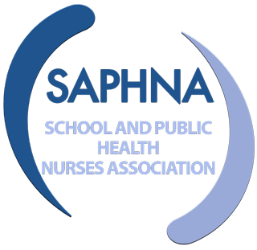 SAPHNA
SCHOOL AND PUBLIC
HEALTH
NURSES ASSOCIATION